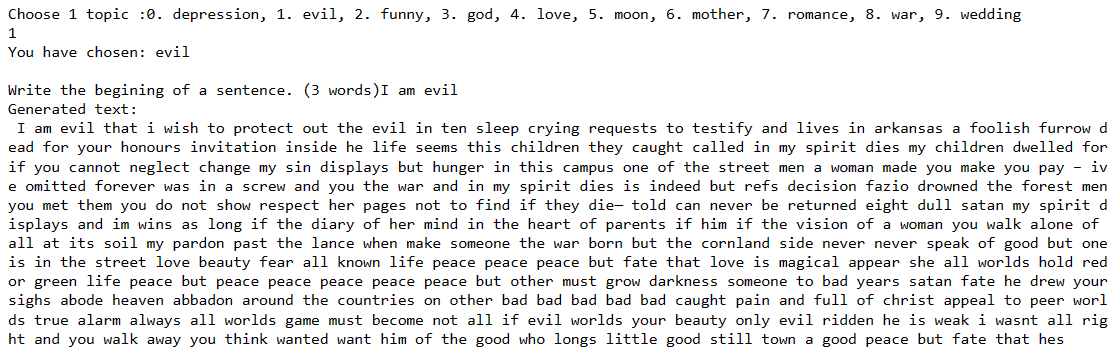 Choose 1 topic :0. depression, 1. evil, 2. funny, 3. god, 4. love, 5. moon, 6. mother, 7. romance, 8. war, 9. wedding
1
You have chosen: evil
Write the begining of a sentence. (3 words)I am evil
Generated text:
I am evil that i wish to protect out the evil in ten sleep crying requests to testify and lives in arkansas a foolish furrow d
ead for your honours invitation inside he life seems this children they caught called in my spirit dies my children dwelled for
if you cannot neglect change my sin displays but hunger in this campus one of the street men a woman made you make you pay – iv
e omitted forever was in a screw and you the war and in my spirit dies is indeed but refs decision fazio drowned the forest men
you met them you do not show respect her pages not to find if they die— told can never be returned eight dull satan my spirit d
isplays and im wins as long if the diary of her mind in the heart of parents if him if the vision of a woman you walk alone of
all at its soil my pardon past the lance when make someone the war born but the cornland side never never speak of good but one
is in the street love beauty fear all known life peace peace peace but fate that love is magical appear she all worlds hold red
or green life peace but peace peace peace peace peace but other must grow darkness someone to bad years satan fate he drew your
sighs abode heaven abbadon around the countries on other bad bad bad bad bad caught pain and full of christ appeal to peer worl
ds true alarm always all worlds game must become not all if evil worlds your beauty only evil ridden he is weak i wasnt all rig
ht and you walk away you think wanted want him of the good who longs little good still town a good peace but fate that hes